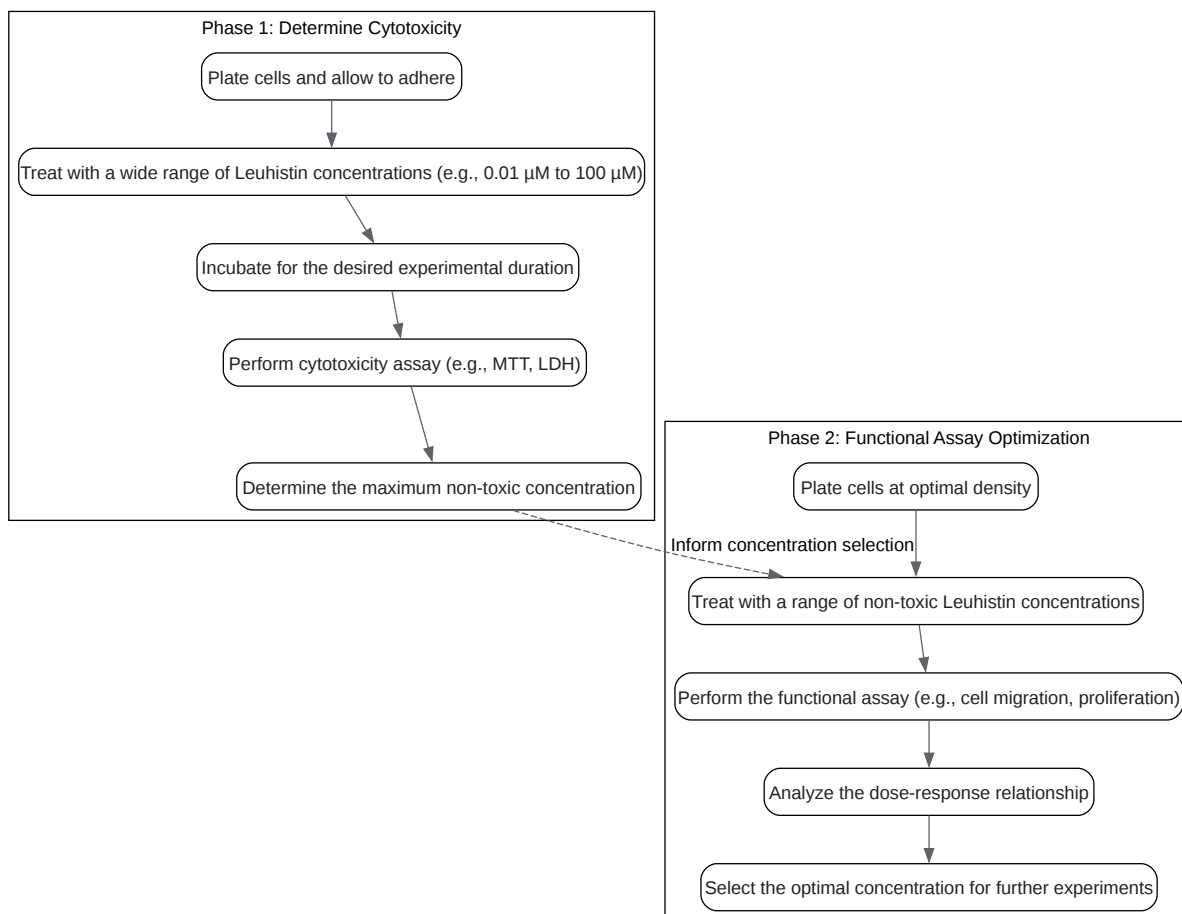 Phase 1: Determine Cytotoxicity
Plate cells and allow to adhere
Treat with a wide range of Leuhistin concentrations (e.g., 0.01 µM to 100 µM)
Incubate for the desired experimental duration
Perform cytotoxicity assay (e.g., MTT, LDH)
Determine the maximum non-toxic concentration
Phase 2: Functional Assay Optimization
Plate cells at optimal density
Inform concentration selection
Treat with a range of non-toxic Leuhistin concentrations
Perform the functional assay (e.g., cell migration, proliferation)
Analyze the dose-response relationship
Select the optimal concentration for further experiments